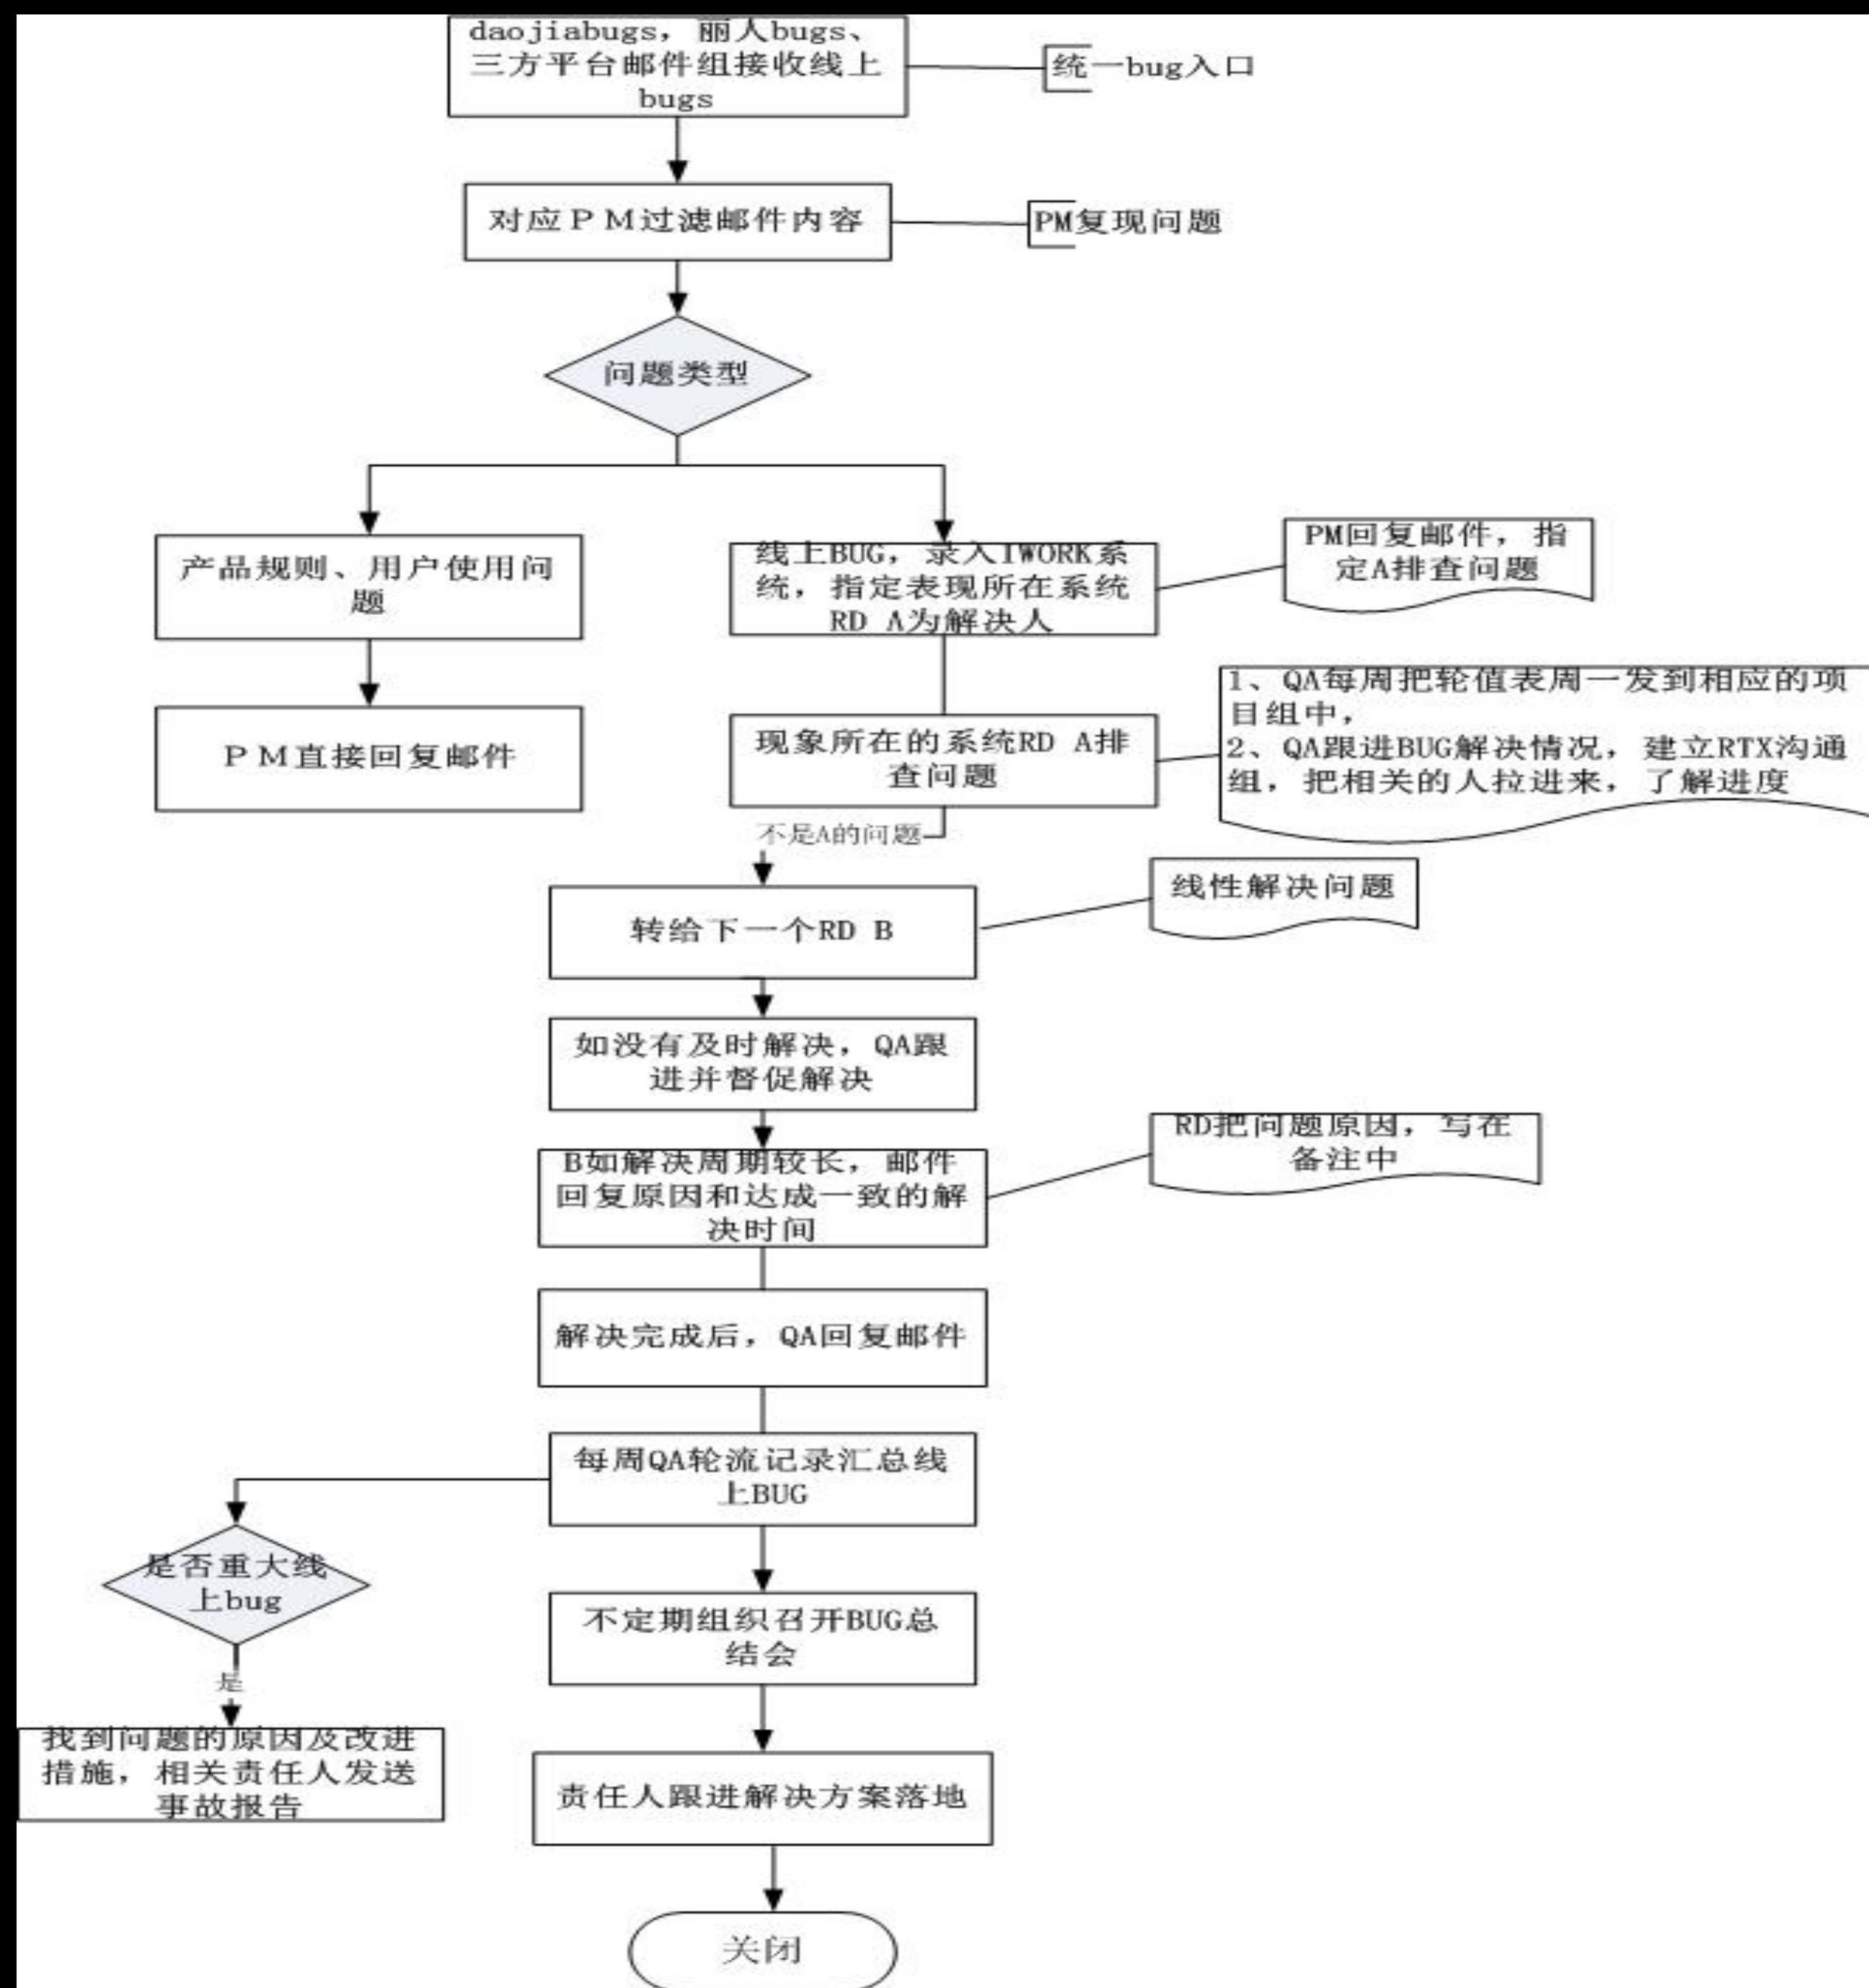 daojiabugs，丽人bugs、
三方平台邮件组接收线上
bugs
统一bug入口
对应ＰＭ过滤邮件内容
PM复现问题
问题类型
产品规则、用户使用问
题
线上BUG，录入IWORK系
统，指定表现所在系统
RD A为解决人
PM回复邮件，指
定A排查问题
ＰＭ直接回复邮件
现象所在的系统RD A排
查问题
1、QA每周把轮值表周一发到相应的项
目组中，
2、QA跟进BUG解决情况，建立RTX沟通
组，把相关的人拉进来，了解进度
不是A的问题
转给下一个RD B
线性解决问题
如没有及时解决，QA跟
进并督促解决
B如解决周期较长，邮件
回复原因和达成一致的解
决时间
RD把问题原因，写在
备注中
解决完成后，QA回复邮件
每周QA轮流记录汇总线
上BUG
是否重大线
上bug
是
找到问题的原因及改进
措施，相关责任人发送
事故报告
不定期组织召开BUG总
结会
责任人跟进解决方案落地
关闭